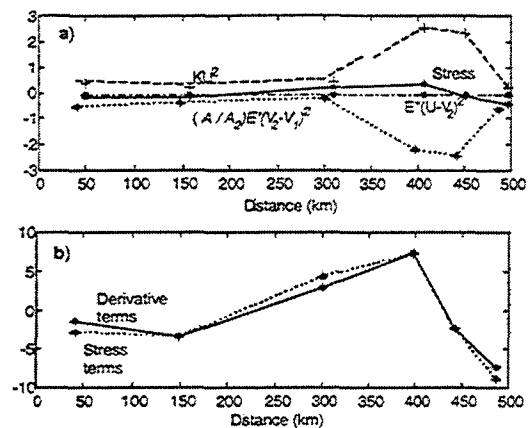 a)
3
2
1
0
-1
-2
-3
KU²
Stress
E*(U-V₂)²
(A/A₂)E'(V₂-V₁)²
0 50 100 150 200 250 300 350 400 450 500
Distance (km)
b)
10
5
0
-5
-10
Derivative
terms
Stress
terms
0 50 100 150 200 250 300 350 400 450 500
Distance (km)